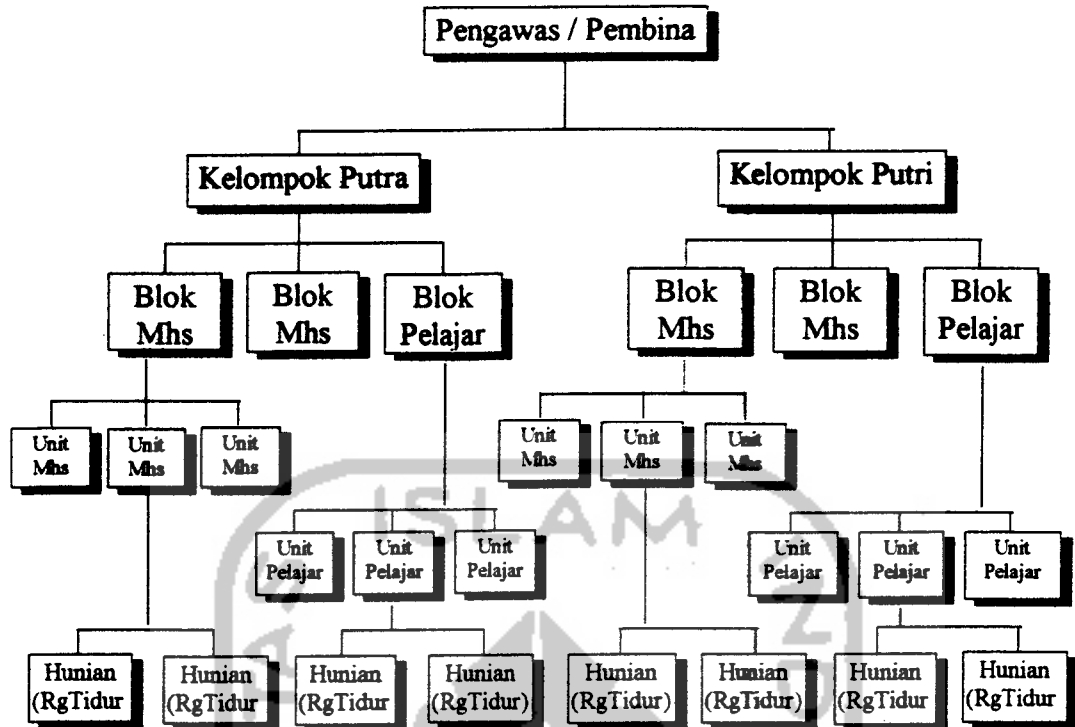 Pengawas / Pembina
Kelompok Putra
Kelompok Putri
Blok
Mhs
Blok
Mhs
Blok
Pelajar
Blok
Mhs
Blok
Mhs
Blok
Pelajar
Unit
Mhs
Unit
Mhs
Unit
Mhs
Unit
Mhs
Unit
Mhs
Unit
Mhs
ISLAM
Unit
Pelajar
Unit
Pelajar
Unit
Pelajar
Unit
Pelajar
Unit
Pelajar
Unit
Pelajar
Hunian
(RgTidur
Hunian
(RgTidur
Hunian
(RgTidur
Hunian
(RgTidur)
Hunian
(RgTidur)
Hunian
(RgTidur)
Hunian
(RgTidur
Hunian
(RgTidur